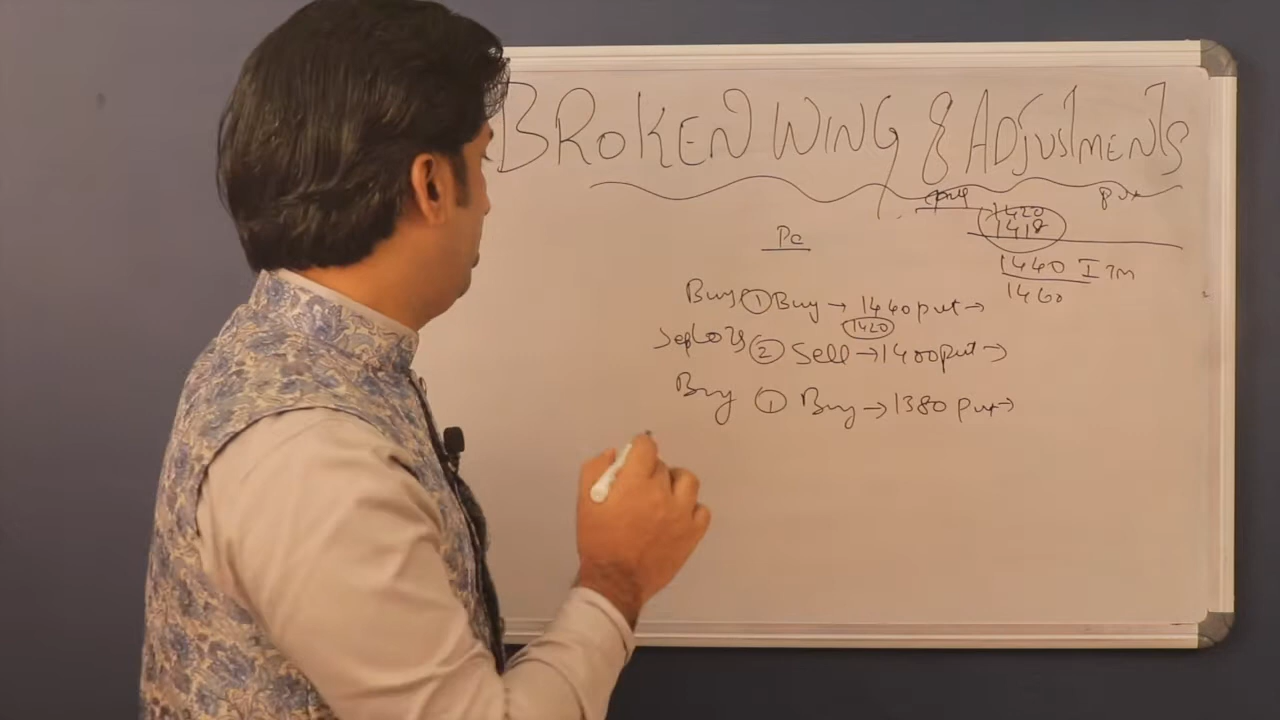 BROKEN WING & ADJUSTMENTS
put
1420
1418
1440 ITM
1460
Pe
Buy ① Buy → 1440 put →
1420
② Sell → 1400 put →
Buy ① Buy → 1380 put →